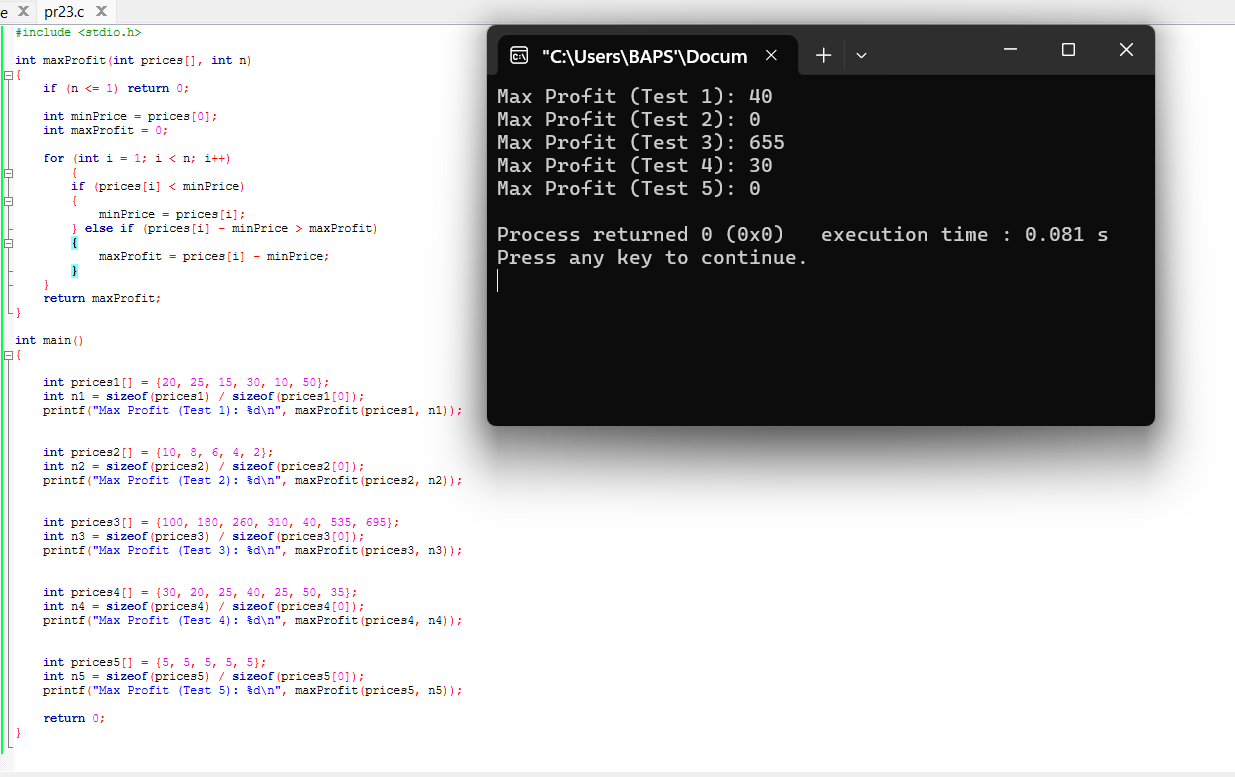 e
pr23.c
#include <stdio.h>
int maxProfit(int prices[], int n)
{
if (n <= 1) return 0;
int minPrice = prices[0];
int maxProfit = 0;
for (int i = 1; i < n; i++)
{
if (prices[i] < minPrice)
{
minPrice = prices[i];
} else if (prices[i] - minPrice > maxProfit)
{
maxProfit = prices[i] - minPrice;
}
}
return maxProfit;
}
int main()
{
int prices1[] = {20, 25, 15, 30, 10, 50};
int n1 = sizeof(prices1) / sizeof(prices1[0]);
printf("Max Profit (Test 1): %d\n", maxProfit(prices1, n1));
int prices2[] = {10, 8, 6, 4, 2};
int n2 = sizeof(prices2) / sizeof(prices2[0]);
printf("Max Profit (Test 2): %d\n", maxProfit(prices2, n2));
int prices3[] = {100, 180, 260, 310, 40, 535, 695};
int n3 = sizeof(prices3) / sizeof(prices3[0]);
printf("Max Profit (Test 3): %d\n", maxProfit(prices3, n3));
int prices4[] = {30, 20, 25, 40, 25, 50, 35};
int n4 = sizeof(prices4) / sizeof(prices4[0]);
printf("Max Profit (Test 4): %d\n", maxProfit(prices4, n4));
int prices5[] = {5, 5, 5, 5, 5};
int n5 = sizeof(prices5) / sizeof(prices5[0]);
printf("Max Profit (Test 5): %d\n", maxProfit(prices5, n5));
return 0;
}
"C:\Users\BAPS'\Docum
Max Profit (Test 1): 40
Max Profit (Test 2): 0
Max Profit (Test 3): 655
Max Profit (Test 4): 30
Max Profit (Test 5): 0
Process returned 0 (0x0)   execution time : 0.081 s
Press any key to continue.